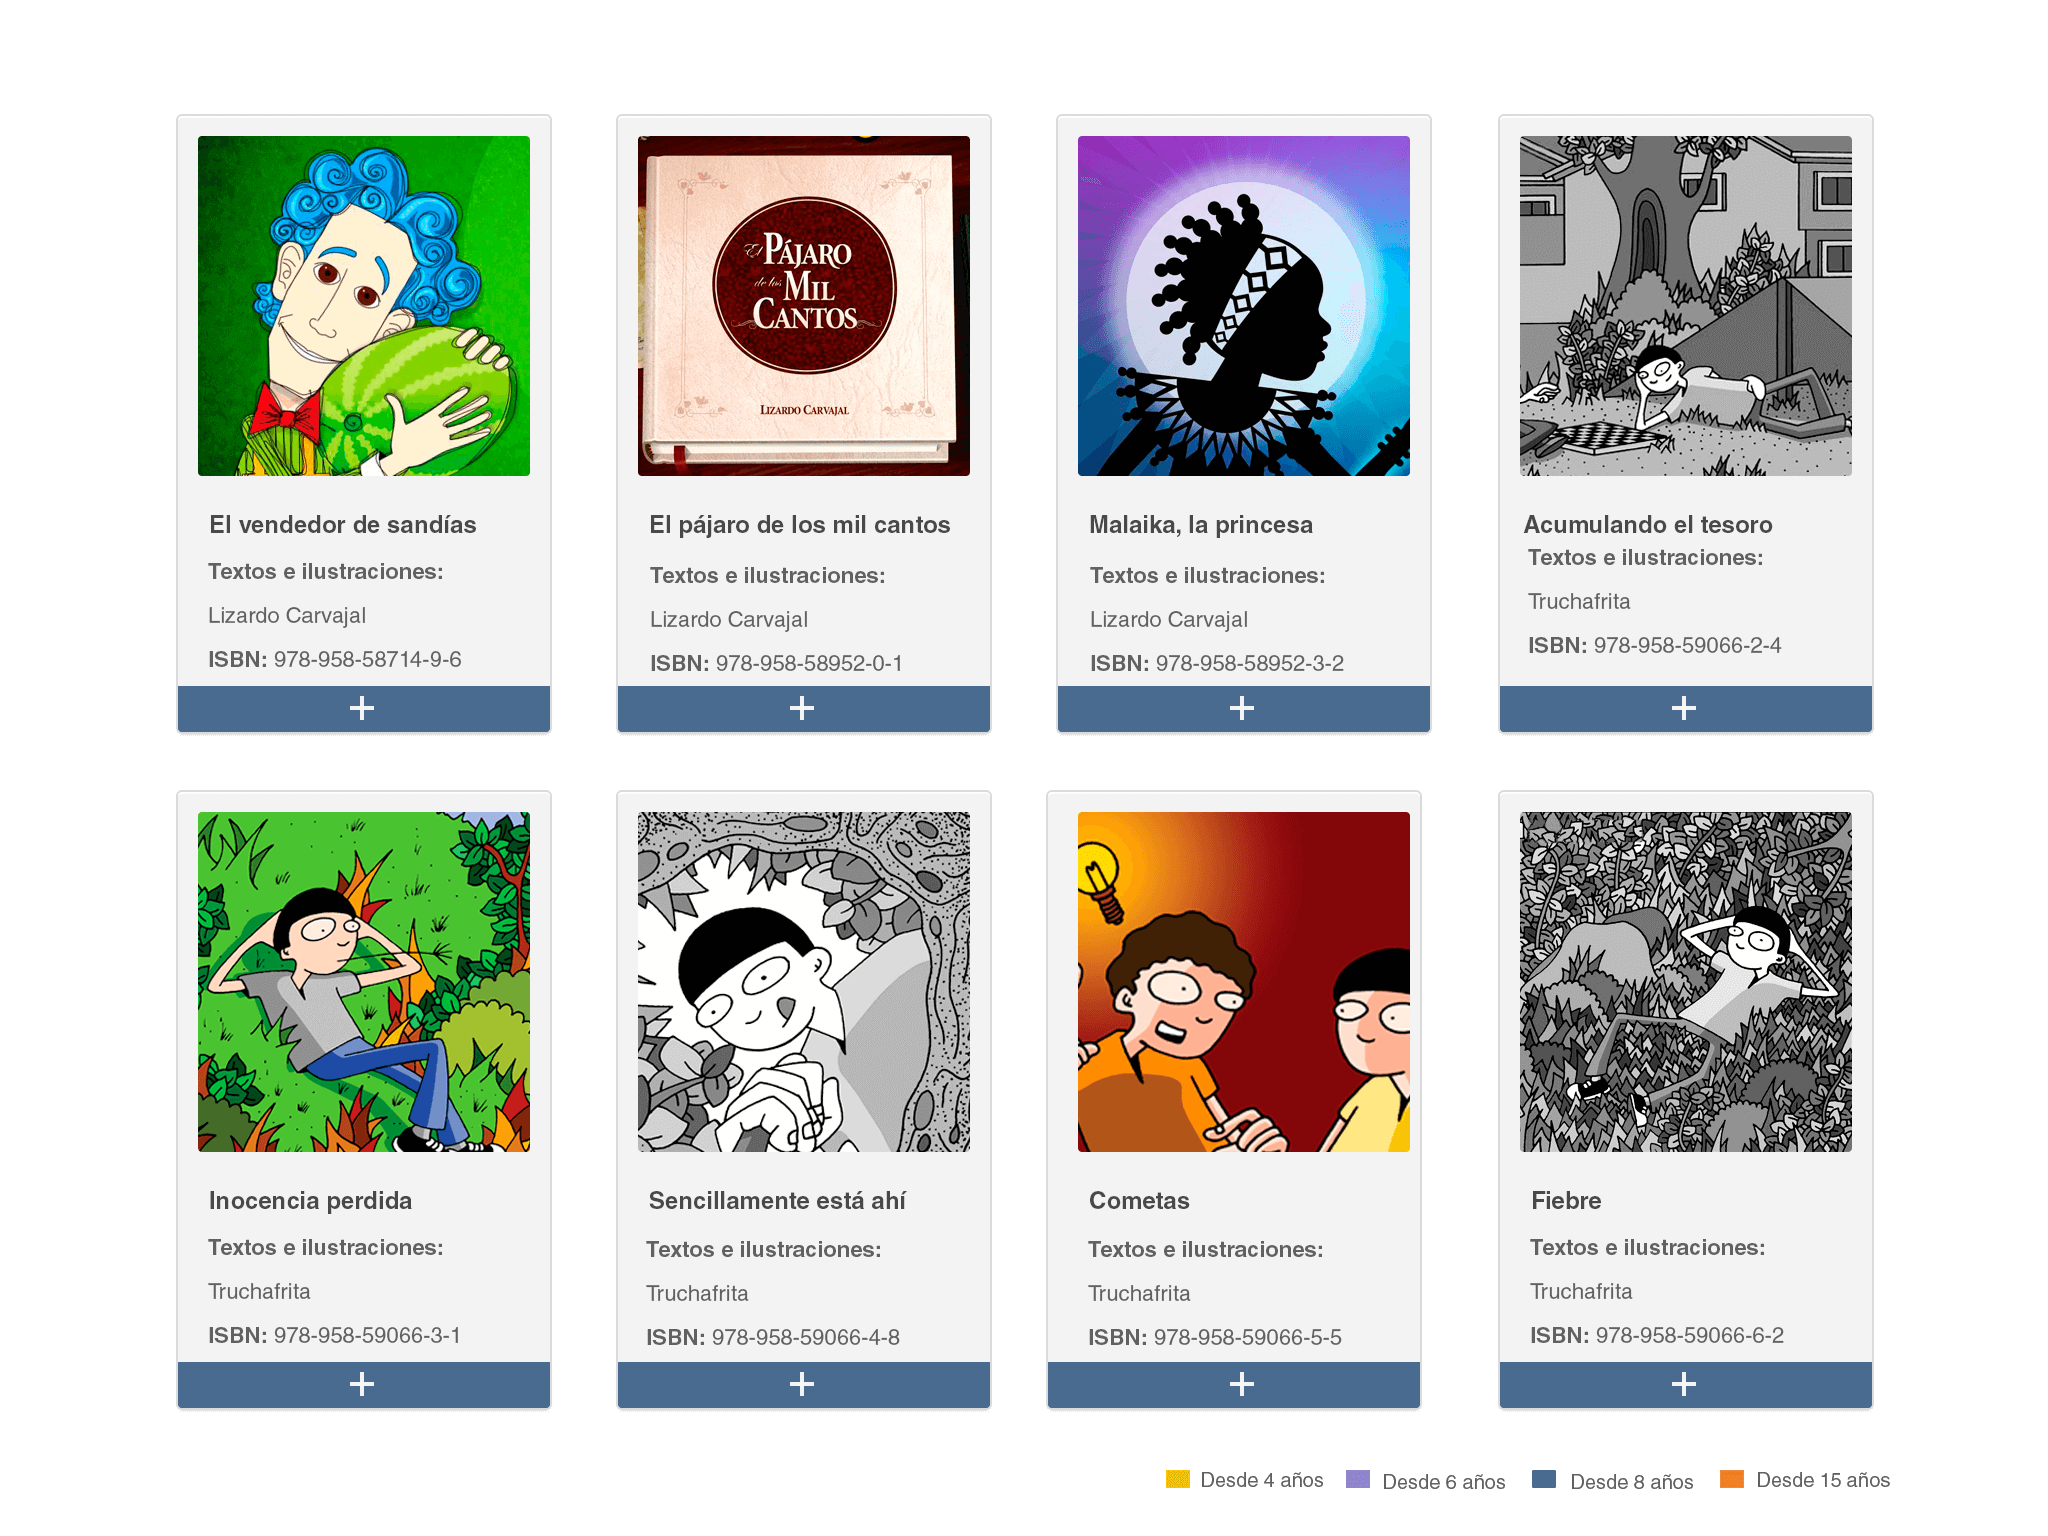 El
PÁJARO
de los MIL
CANTOS
LIZARDO CARVAJAL
El vendedor de sandías
Textos e ilustraciones:
Lizardo Carvajal
ISBN: 978-958-58714-9-6
+
El pájaro de los mil cantos
Textos e ilustraciones:
Lizardo Carvajal
ISBN: 978-958-58952-0-1
+
Malaika, la princesa
Textos e ilustraciones:
Lizardo Carvajal
ISBN: 978-958-58952-3-2
+
Acumulando el tesoro
Textos e ilustraciones:
Truchafrita
ISBN: 978-958-59066-2-4
+
Inocencia perdida
Textos e ilustraciones:
Truchafrita
ISBN: 978-958-59066-3-1
+
Sencillamente está ahí
Textos e ilustraciones:
Truchafrita
ISBN: 978-958-59066-4-8
+
Cometas
Textos e ilustraciones:
Truchafrita
ISBN: 978-958-59066-5-5
+
Fiebre
Textos e ilustraciones:
Truchafrita
ISBN: 978-958-59066-6-2
+
Desde 4 años
Desde 6 años
Desde 8 años
Desde 15 años